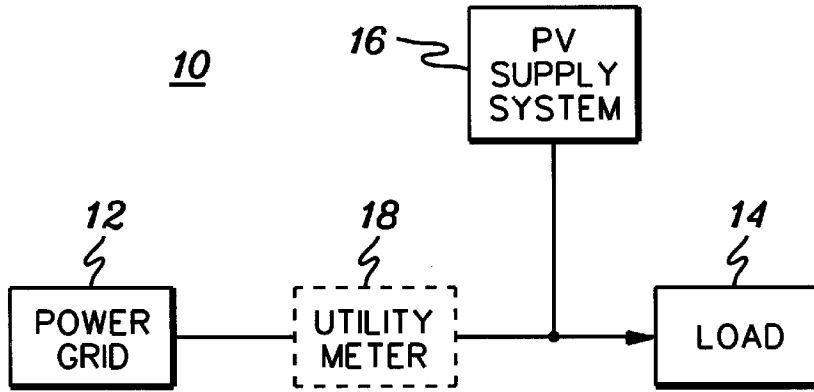 16
PV
SUPPLY
SYSTEM
10
12
18
14
POWER
GRID
UTILITY
METER
LOAD